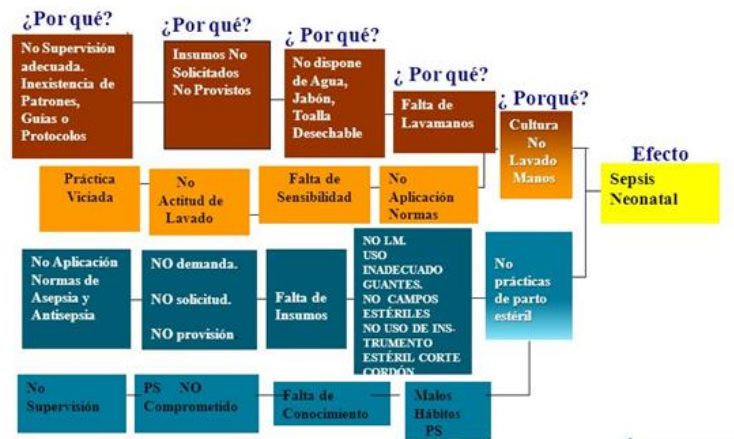 ¿Por qué?
¿Por qué?
¿ Por qué?
¿ Por qué?
¿ Porqué?
No Supervisión
adecuada.
Inexistencia de
Patrones,
Guías o
Protocolos
Insumos No
Solicitados
No Provistos
No dispone
de Agua,
Jabón,
Toalla
Desechable
Falta de
Lavamanos
Cultura
No
Lavado
Manos
Efecto
Sepsis
Neonatal
Práctica
Viciada
No
Actitud de
Lavado
Falta de
Sensibilidad
No
Aplicación
Normas
No Aplicación
Normas de
Asepsia y
Antisepsia
NO demanda.
NO solicitud.
NO provisión
Falta de
Insumos
NO LM.
USO
INADECUADO
GUANTES.
NO CAMPOS
ESTÉRILES
NO USO DE INS-
TRUMENTO
ESTÉRIL CORTE
CORDÓN
No
prácticas
de parto
estéril
No
Supervisión
PS NO
Comprometido
Falta de
Conocimiento
Malos
Hábitos
PS